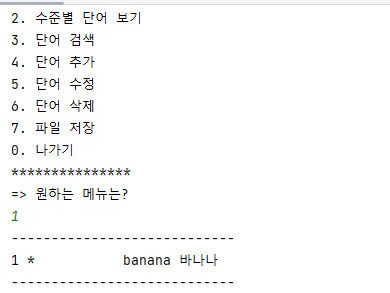 2. 수준별 단어 보기
3. 단어 검색
4. 단어 추가
5. 단어 수정
6. 단어 삭제
7. 파일 저장
0. 나가기
***************
=> 원하는 메뉴는?
1
----------------------------
1 *           banana 바나나
----------------------------